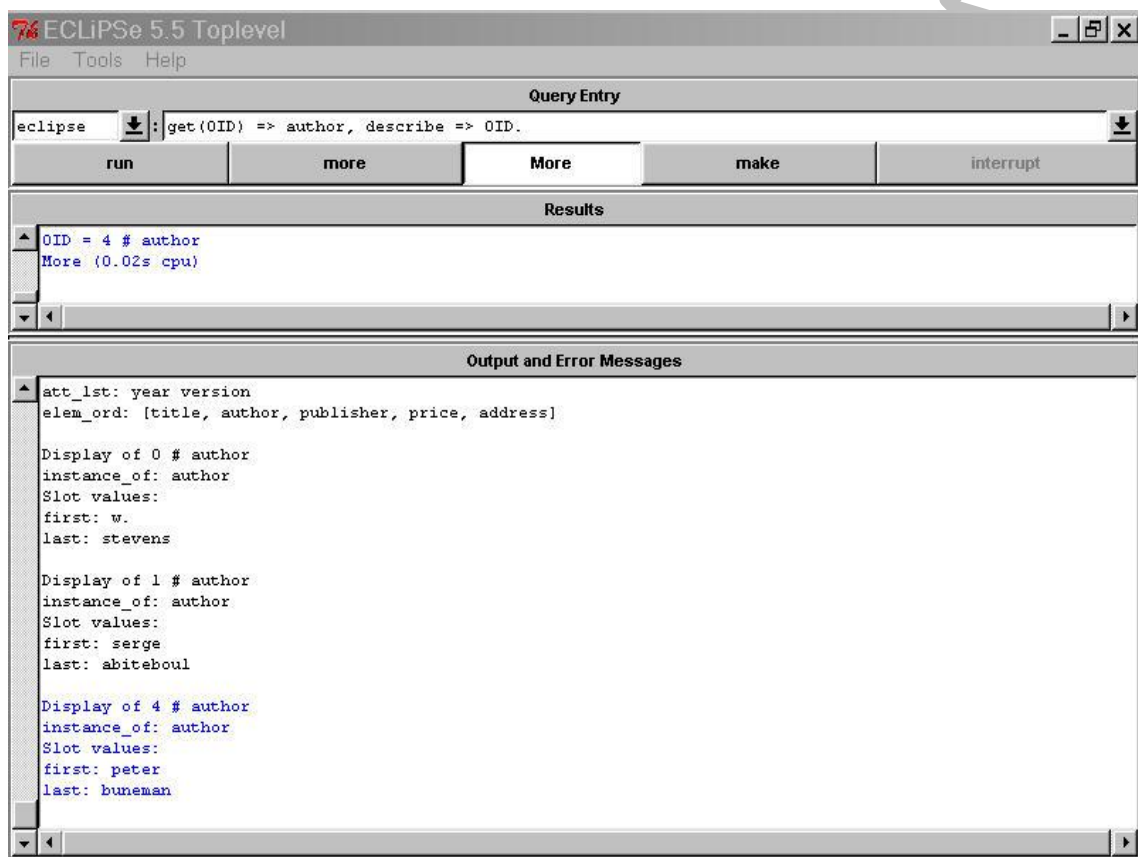 ECLiPSe 5.5 Toplevel
File Tools Help
Query Entry
eclipse : get(OID) => author, describe => OID.
run more More make interrupt
Results
OID = 4 # author
More (0.02s cpu)
Output and Error Messages
att_lst: year version
elem_ord: [title, author, publisher, price, address]
Display of 0 # author
instance_of: author
Slot values:
first: w.
last: stevens
Display of 1 # author
instance_of: author
Slot values:
first: serge
last: abiteboul
Display of 4 # author
instance_of: author
Slot values:
first: peter
last: buneman